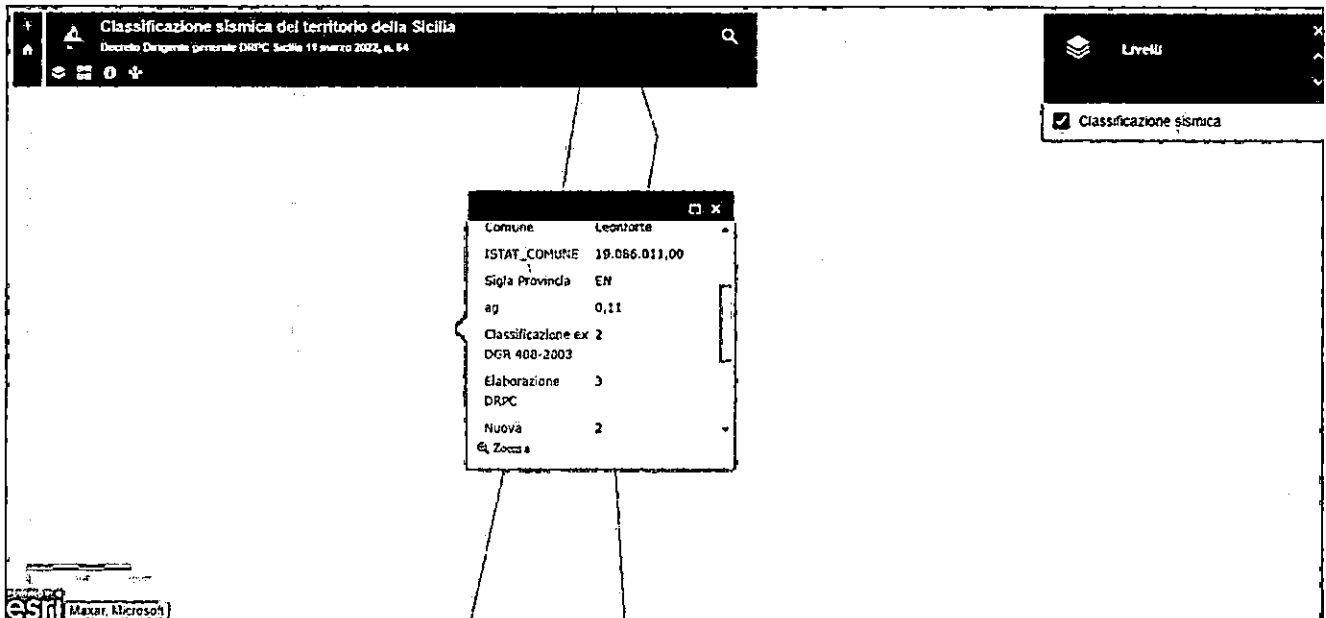 Classificazione sismica del territorio della Sicilia
Decreto Dirigente generale DRPC Sicilia 11 marzo 2022, n. 64
Livelli
Classificazione sismica
Comune Leonforte
ISTAT_COMUNE 19.086.011,00
Sigla Provincia EN
ag 0,11
Classificazione ex 2
DGR 408-2003
Elaborazione 3
DRPC
Nuova 2
Zoom a
esri Maxar, Microsoft